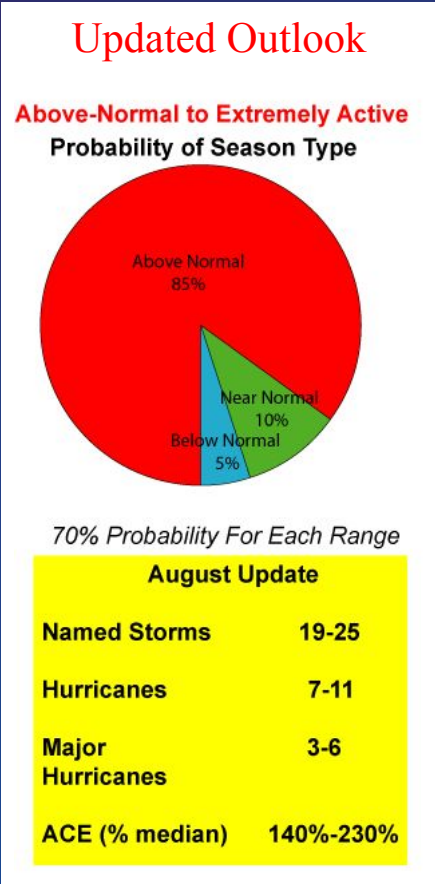 Updated Outlook
Above-Normal to Extremely Active
Probability of Season Type
Above Normal
85%
Near Normal
10%
Below Normal
5%
70% Probability For Each Range
August Update
Named Storms 19-25
Hurricanes 7-11
Major 3-6
Hurricanes
ACE (% median) 140%-230%